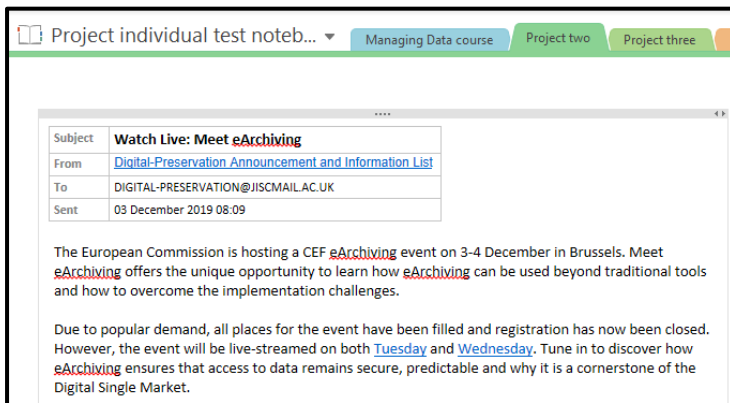 Project individual test noteb...
Managing Data course
Project two
Project three
Subject Watch Live: Meet eArchiving
From Digital-Preservation Announcement and Information List
To DIGITAL-PRESERVATION@JISCMAIL.AC.UK
Sent 03 December 2019 08:09
The European Commission is hosting a CEF eArchiving event on 3-4 December in Brussels. Meet
eArchiving offers the unique opportunity to learn how eArchiving can be used beyond traditional tools
and how to overcome the implementation challenges.
Due to popular demand, all places for the event have been filled and registration has now been closed.
However, the event will be live-streamed on both Tuesday and Wednesday. Tune in to discover how
eArchiving ensures that access to data remains secure, predictable and why it is a cornerstone of the
Digital Single Market.